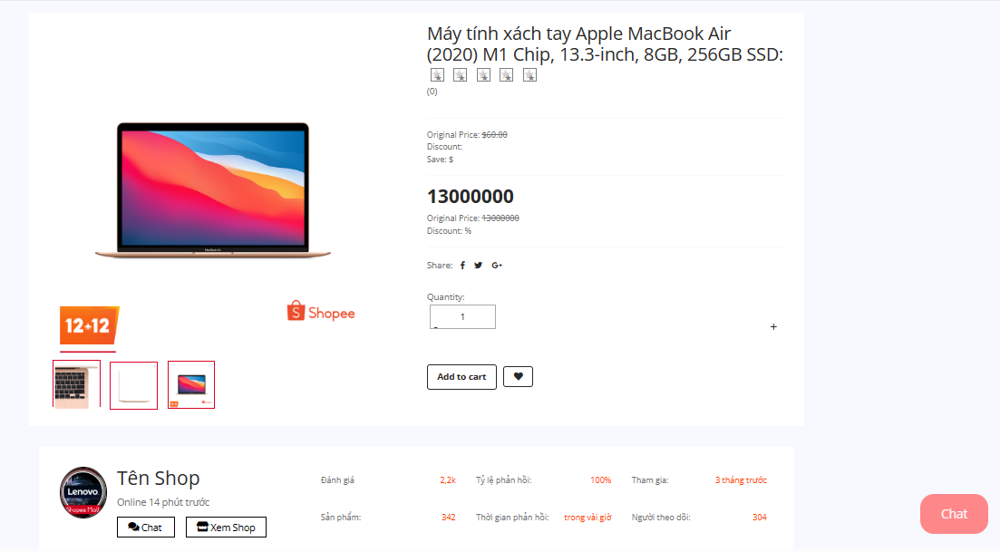 Máy tính xách tay Apple MacBook Air
(2020) M1 Chip, 13.3-inch, 8GB, 256GB SSD:
(0)
Original Price: $60.00
Discount:
Save: $
13000000
Original Price: 13000000
Discount: %
Share: G+
Quantity:
- 1 +
Add to cart
MacBook Air
12+12
S Shopee
Lenovo
Shopee Mall
Tên Shop
Online 14 phút trước
Chat Xem Shop
Đánh giá 2,2k Tỷ lệ phản hồi: 100% Tham gia: 3 tháng trước
Sản phẩm: 342 Thời gian phản hồi: trong vài giờ Người theo dõi: 304
Chat